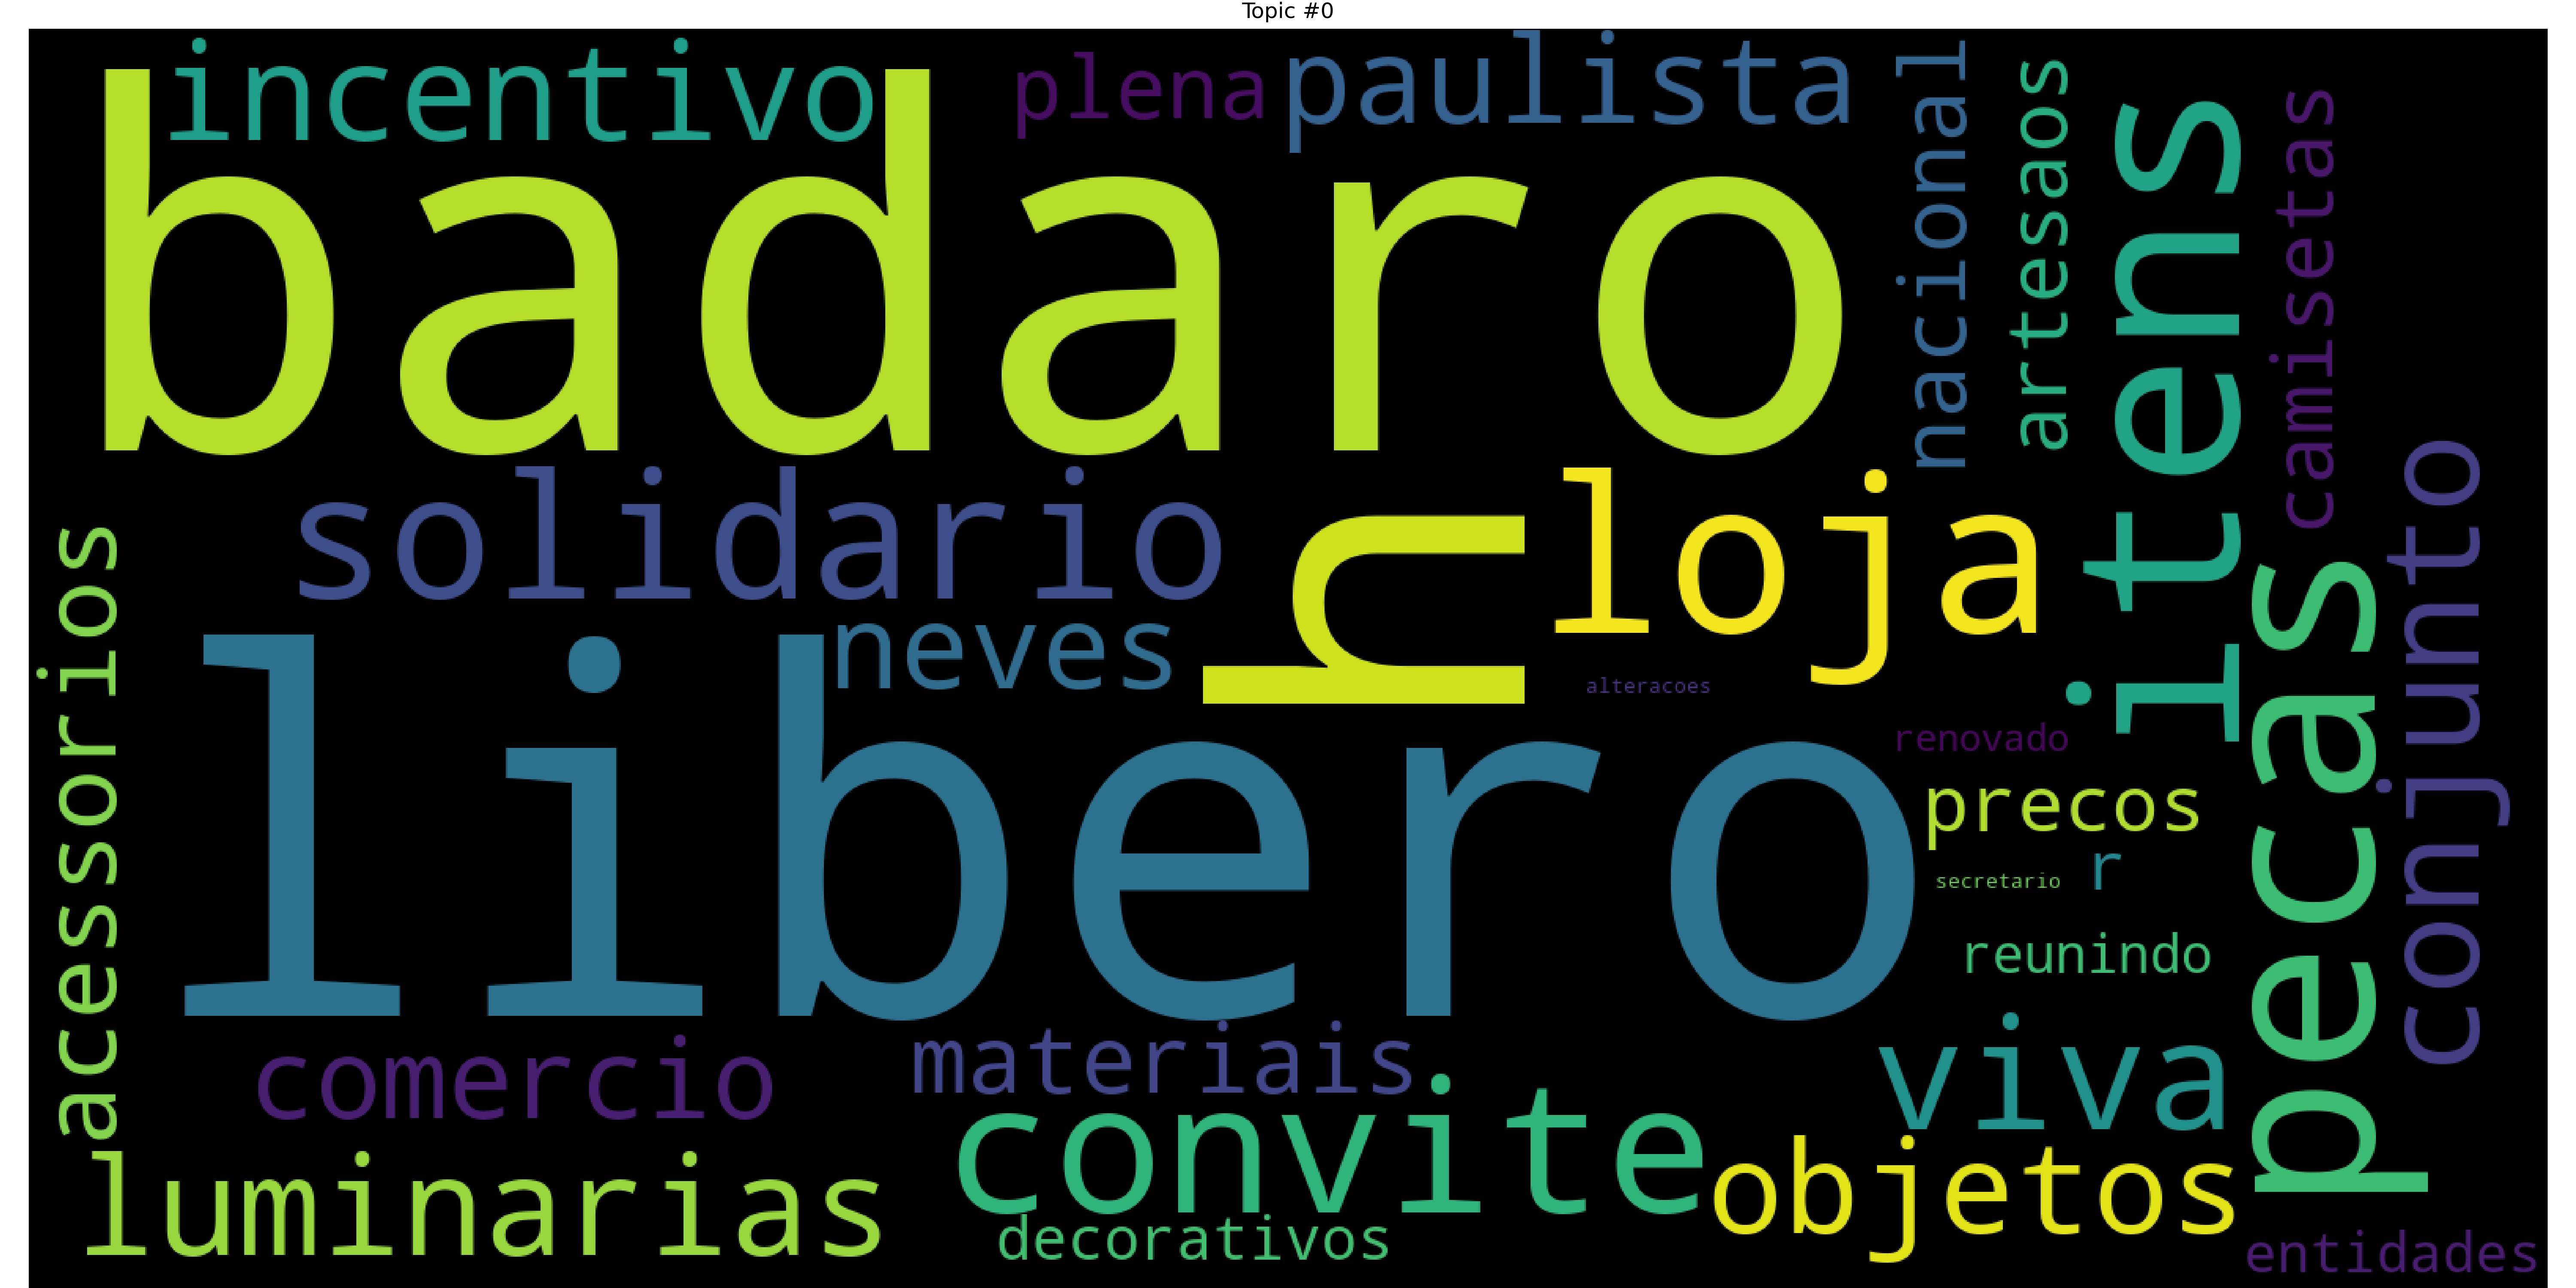 Topic #0
incentivo
plena
paulista
nacional
artesaos
itens
camisetas
badaro
solidario
h
loja
conjunto
accessorios
neves
alteracoes
pecas
libero
renovado
precos
secretario
r
reunindo
comercio
materiais
viva
luminarias
convite
objetos
decorativos
entidades